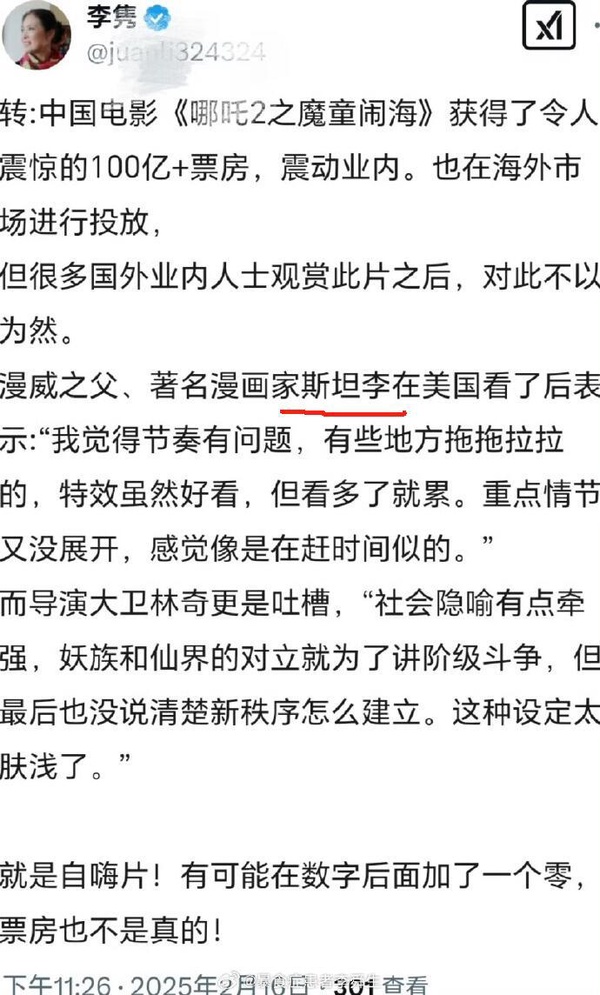 李隽
@juanli324324
转:中国电影《哪吒2之魔童闹海》获得了令人
震惊的100亿+票房，震动业内。也在海外市
场进行投放，
但很多国外业内人士观赏此片之后，对此不以
为然。
漫威之父、著名漫画家斯坦李在美国看了后表
示:“我觉得节奏有问题，有些地方拖拖拉拉
的，特效虽然好看，但看多了就累。重点情节
又没展开，感觉像是在赶时间似的。”
而导演大卫林奇更是吐槽，“社会隐喻有点牵
强，妖族和仙界的对立就为了讲阶级斗争，但
最后也没说清楚新秩序怎么建立。这种设定太
肤浅了。”
就是自嗨片！有可能在数字后面加了一个零，
票房也不是真的！
下午11:26 · 2025年2月16日 · 301 查看